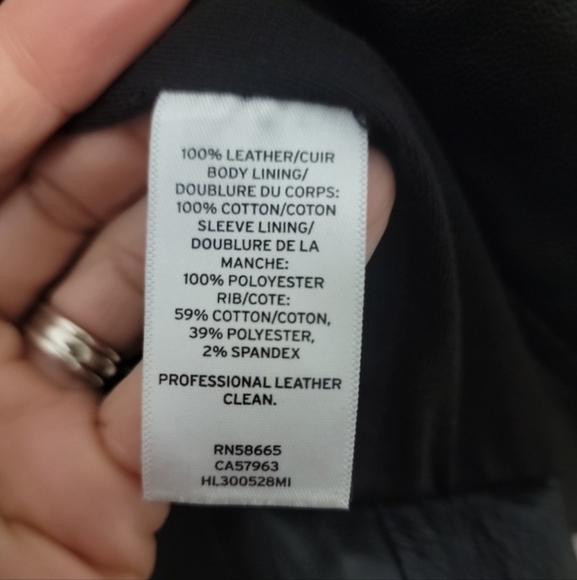 100% LEATHER/CUIR
BODY LINING/
DOUBLURE DU CORPS:
100% COTTON/COTON
SLEEVE LINING/
DOUBLURE DE LA
MANCHE:
100% POLOYESTER
RIB/COTE:
59% COTTON/COTON,
39% POLYESTER,
2% SPANDEX
PROFESSIONAL LEATHER
CLEAN.
RN58665
CA57963
HL300528MI